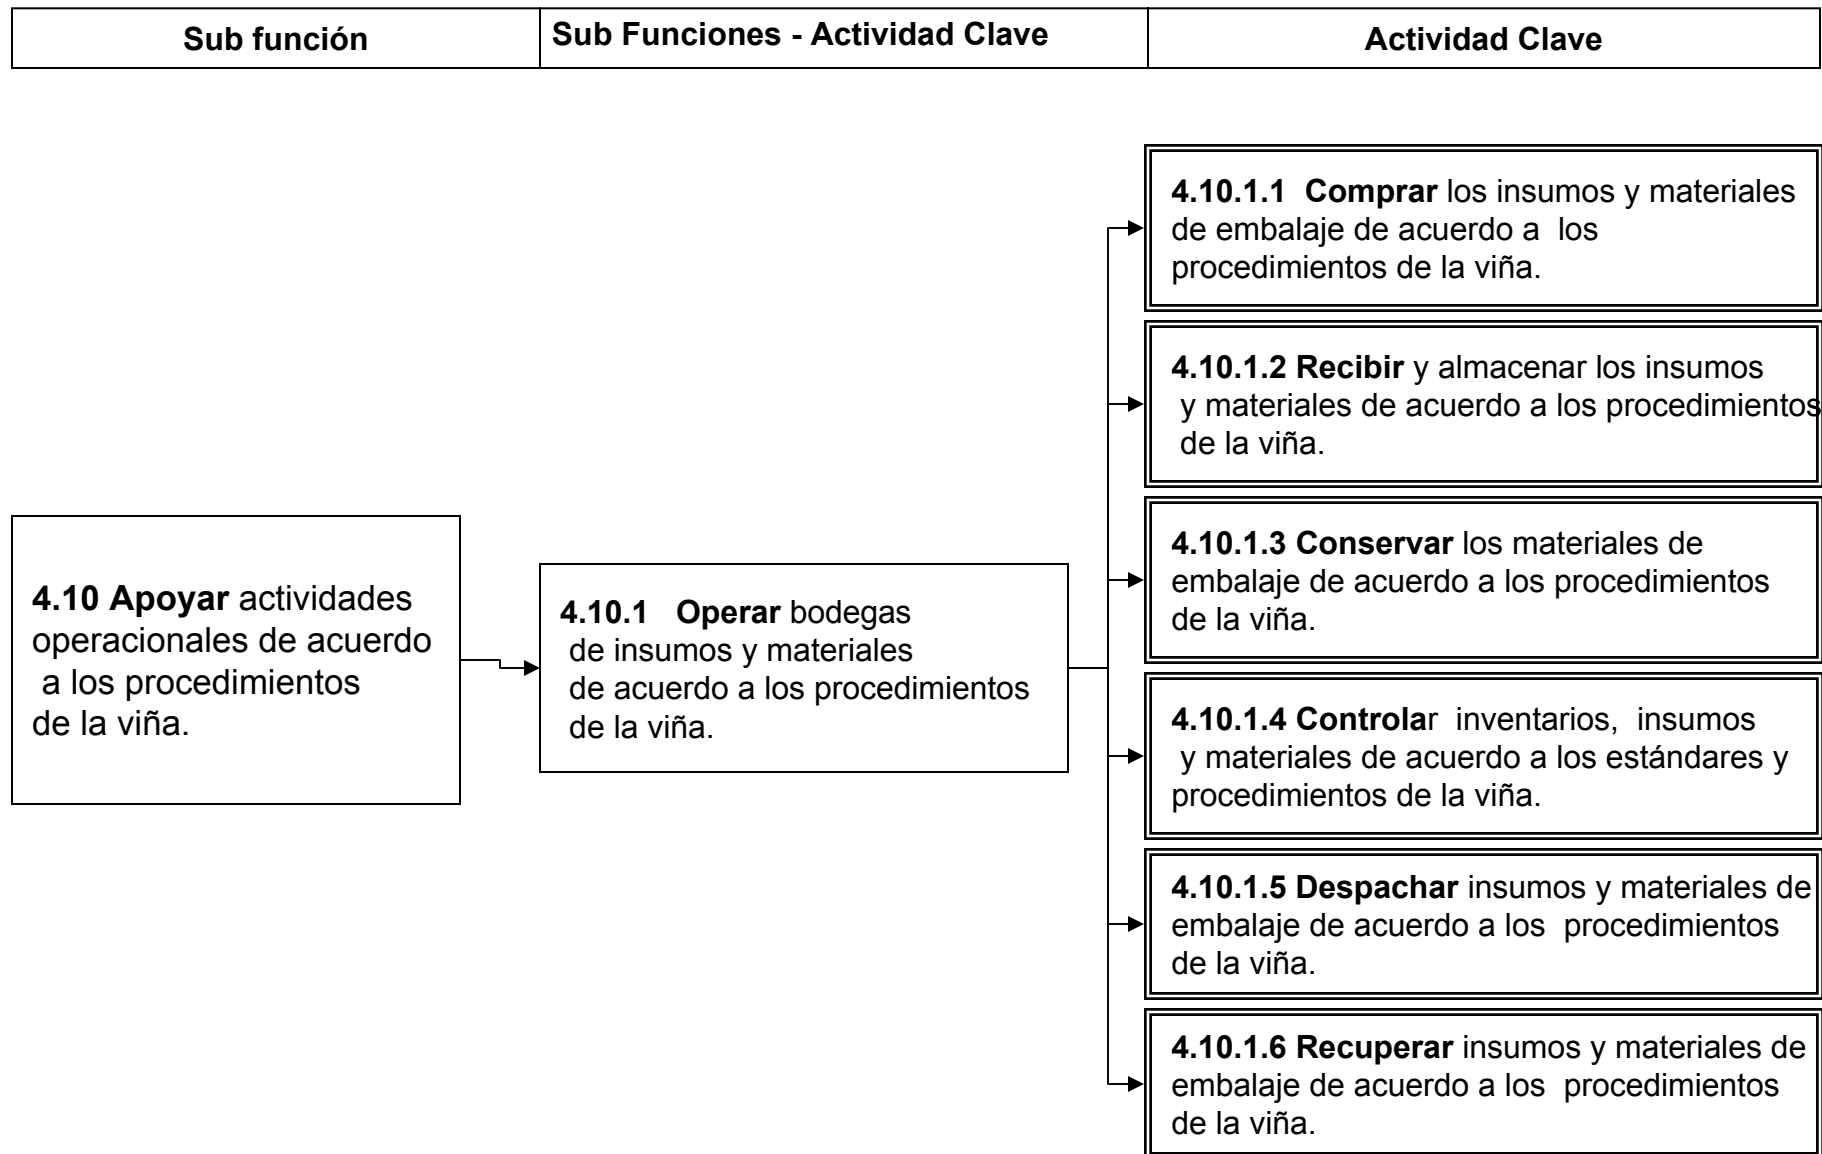 Sub función
Sub Funciones - Actividad Clave
Actividad Clave
4.10 Apoyar actividades
operacionales de acuerdo
a los procedimientos
de la viña.
4.10.1 Operar bodegas
de insumos y materiales
de acuerdo a los procedimientos
de la viña.
4.10.1.1 Comprar los insumos y materiales
de embalaje de acuerdo a los
procedimientos de la viña.
4.10.1.2 Recibir y almacenar los insumos
y materiales de acuerdo a los procedimientos
de la viña.
4.10.1.3 Conservar los materiales de
embalaje de acuerdo a los procedimientos
de la viña.
4.10.1.4 Controlar inventarios, insumos
y materiales de acuerdo a los estándares y
procedimientos de la viña.
4.10.1.5 Despachar insumos y materiales de
embalaje de acuerdo a los procedimientos
de la viña.
4.10.1.6 Recuperar insumos y materiales de
embalaje de acuerdo a los procedimientos
de la viña.